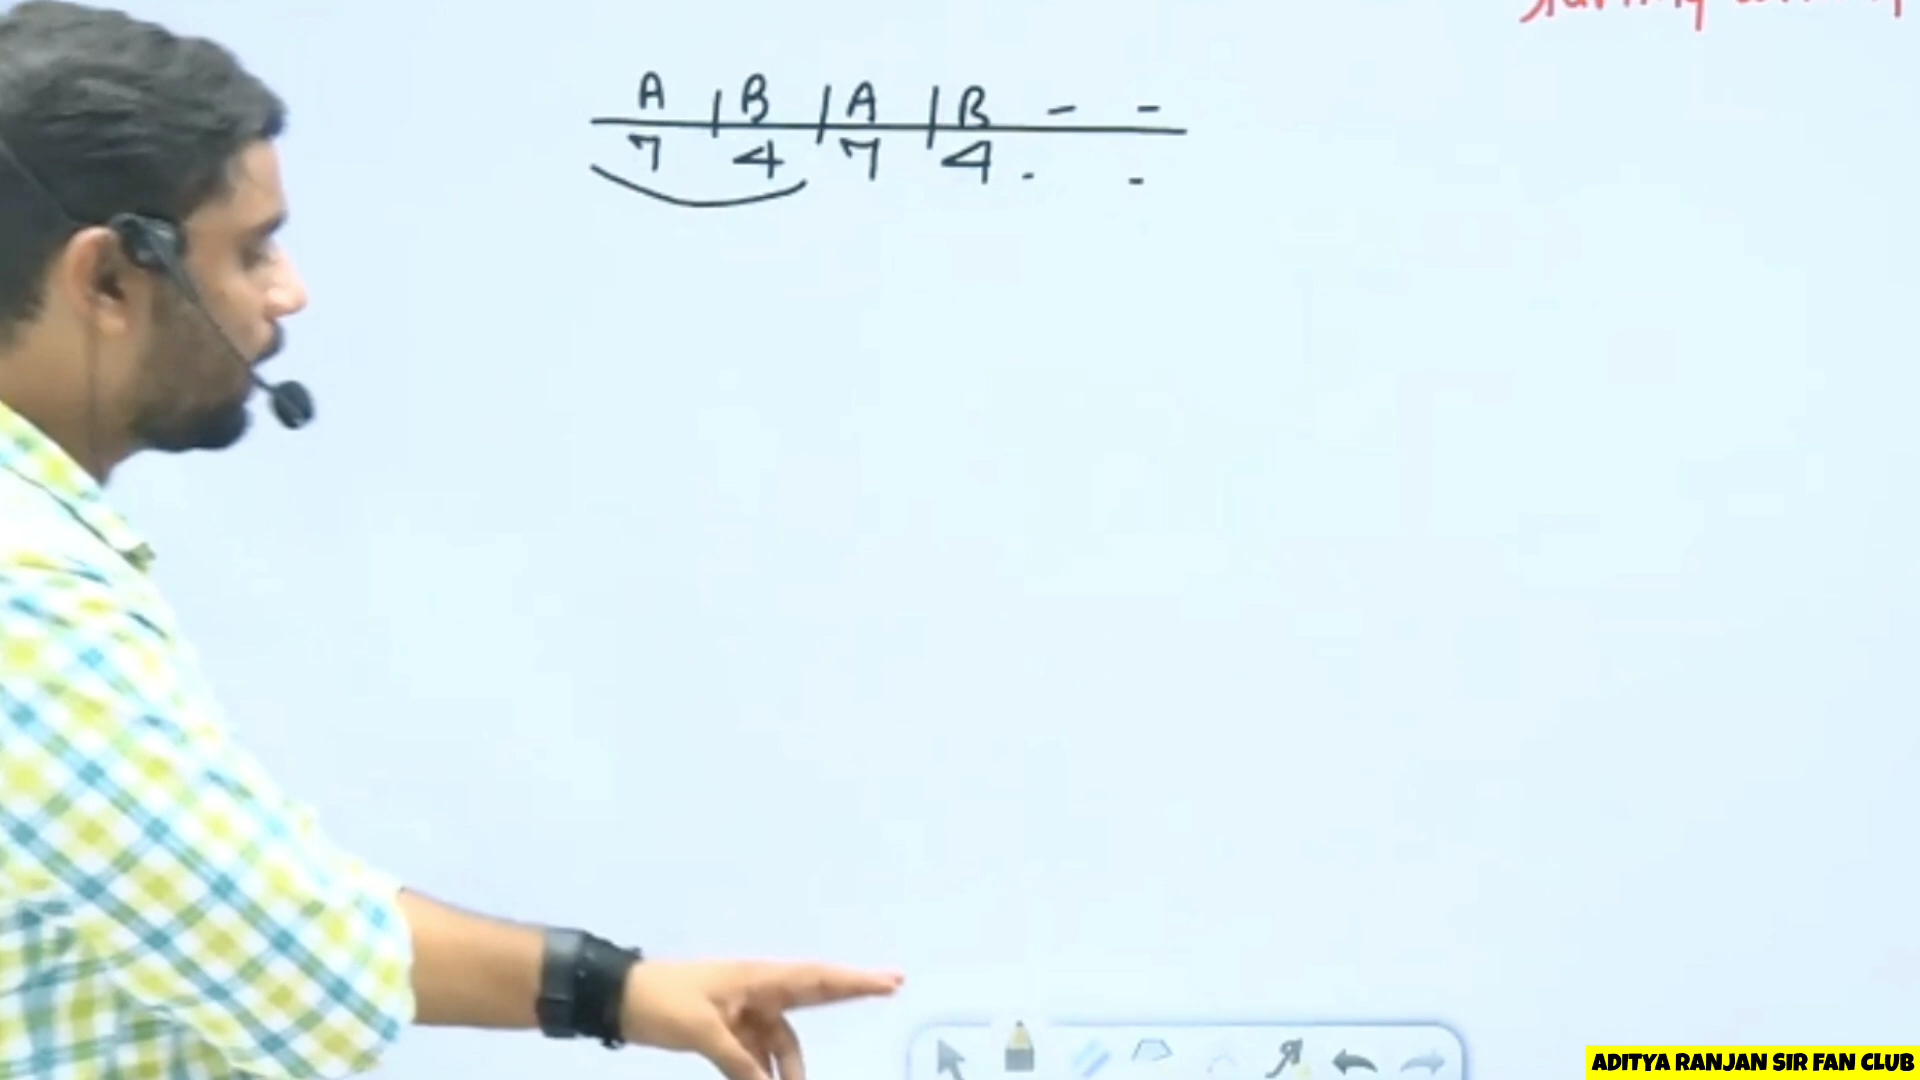 A | B | A | B - -
7 4 7 4 . -
ADITYA RANJAN SIR FAN CLUB